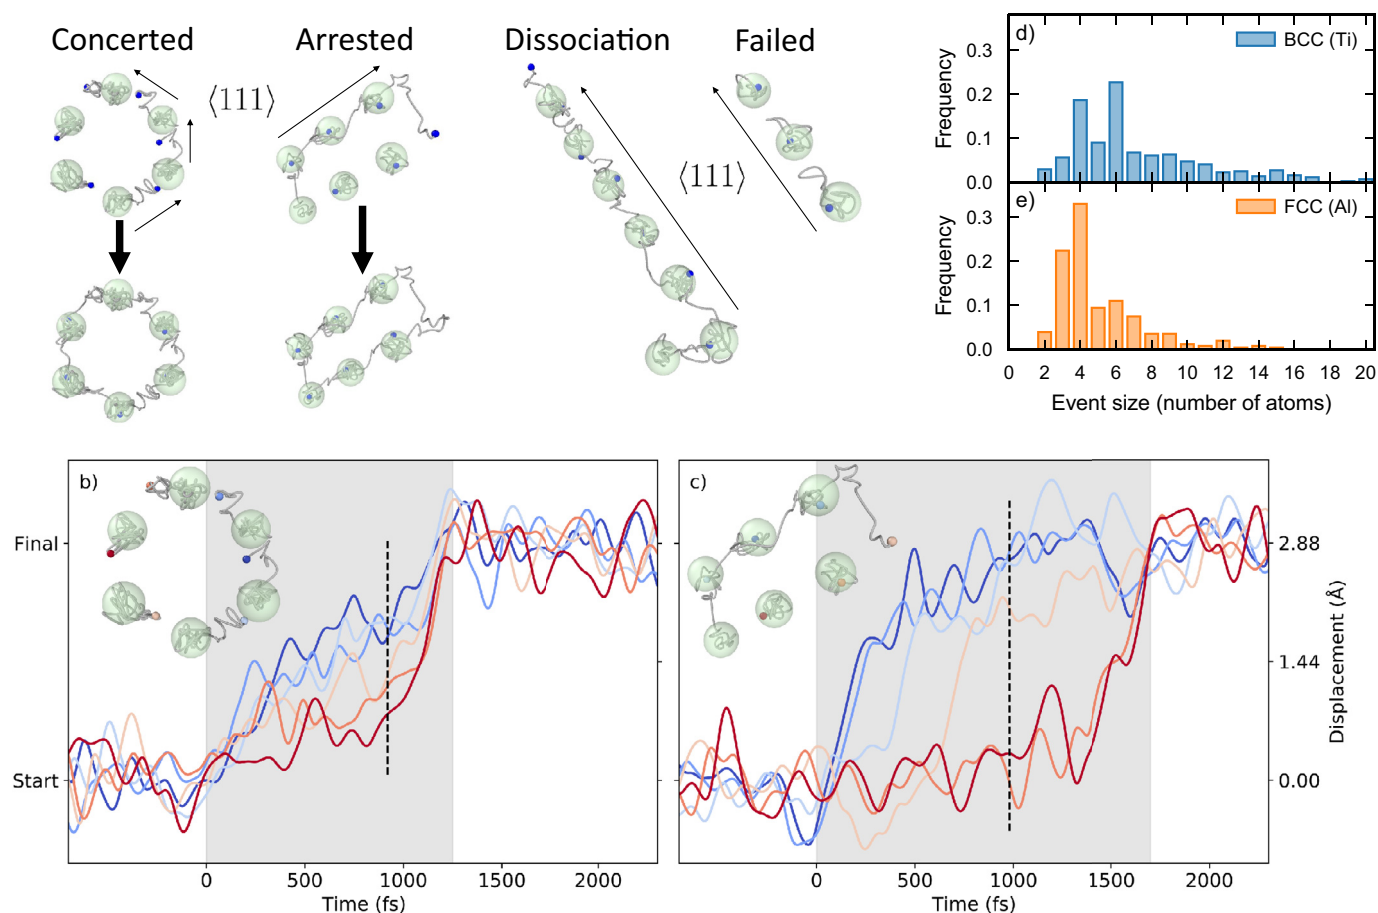 Concerted
Arrested
Dissociation
Failed
⟨111⟩
⟨111⟩
d)
BCC (Ti)
Frequency
0.3
0.2
0.1
0.0
e)
FCC (Al)
Frequency
0.3
0.2
0.1
0.0
0 2 4 6 8 10 12 14 16 18 20
Event size (number of atoms)
b)
Final
Start
0 500 1000 1500 2000
Time (fs)
c)
2.88
1.44
0.00
Displacement (Å)
0 500 1000 1500 2000
Time (fs)